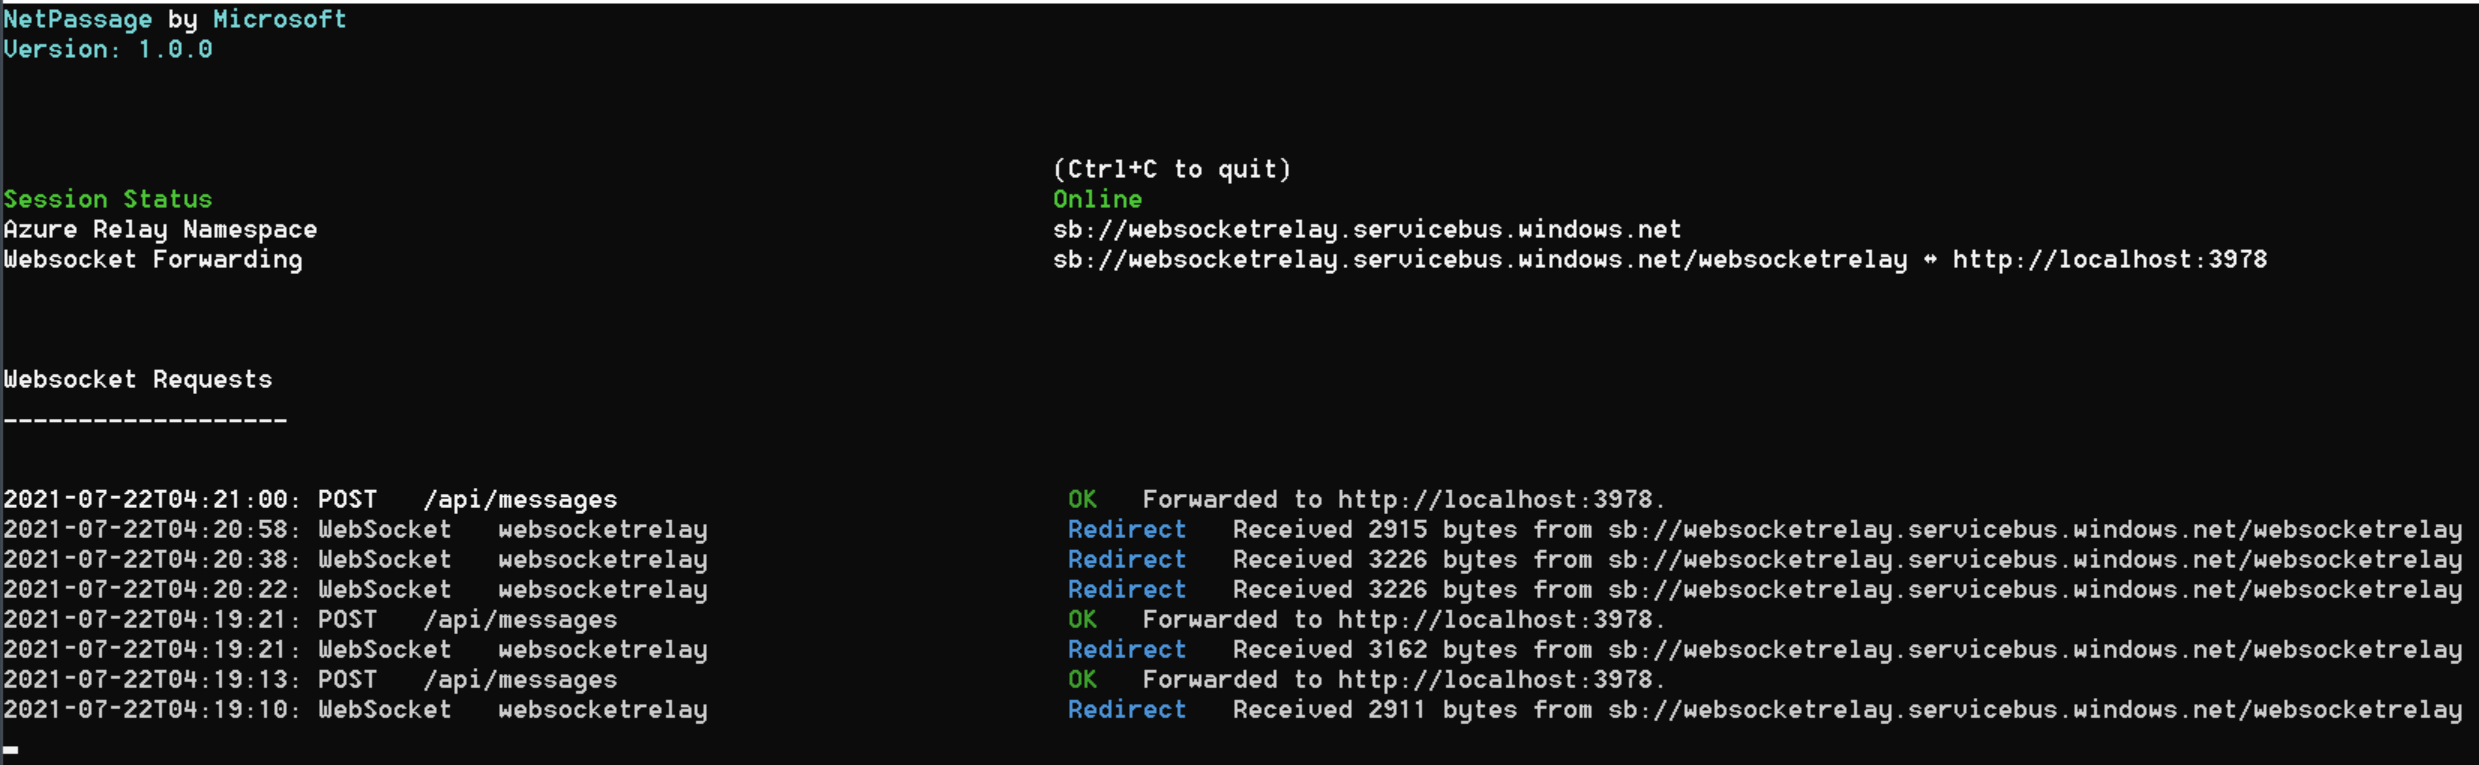 NetPassage by Microsoft
Version: 1.0.0
(Ctrl+C to quit)
Session Status Online
Azure Relay Namespace sb://websocketrelay.servicebus.windows.net
Websocket Forwarding sb://websocketrelay.servicebus.windows.net/websocketrelay ↔ http://localhost:3978
Websocket Requests
-------------------
2021-07-22T04:21:00: POST /api/messages OK Forwarded to http://localhost:3978.
2021-07-22T04:20:58: WebSocket websocketrelay Redirect Received 2915 bytes from sb://websocketrelay.servicebus.windows.net/websocketrelay
2021-07-22T04:20:38: WebSocket websocketrelay Redirect Received 3226 bytes from sb://websocketrelay.servicebus.windows.net/websocketrelay
2021-07-22T04:20:22: WebSocket websocketrelay Redirect Received 3226 bytes from sb://websocketrelay.servicebus.windows.net/websocketrelay
2021-07-22T04:19:21: POST /api/messages OK Forwarded to http://localhost:3978.
2021-07-22T04:19:21: WebSocket websocketrelay Redirect Received 3162 bytes from sb://websocketrelay.servicebus.windows.net/websocketrelay
2021-07-22T04:19:13: POST /api/messages OK Forwarded to http://localhost:3978.
2021-07-22T04:19:10: WebSocket websocketrelay Redirect Received 2911 bytes from sb://websocketrelay.servicebus.windows.net/websocketrelay